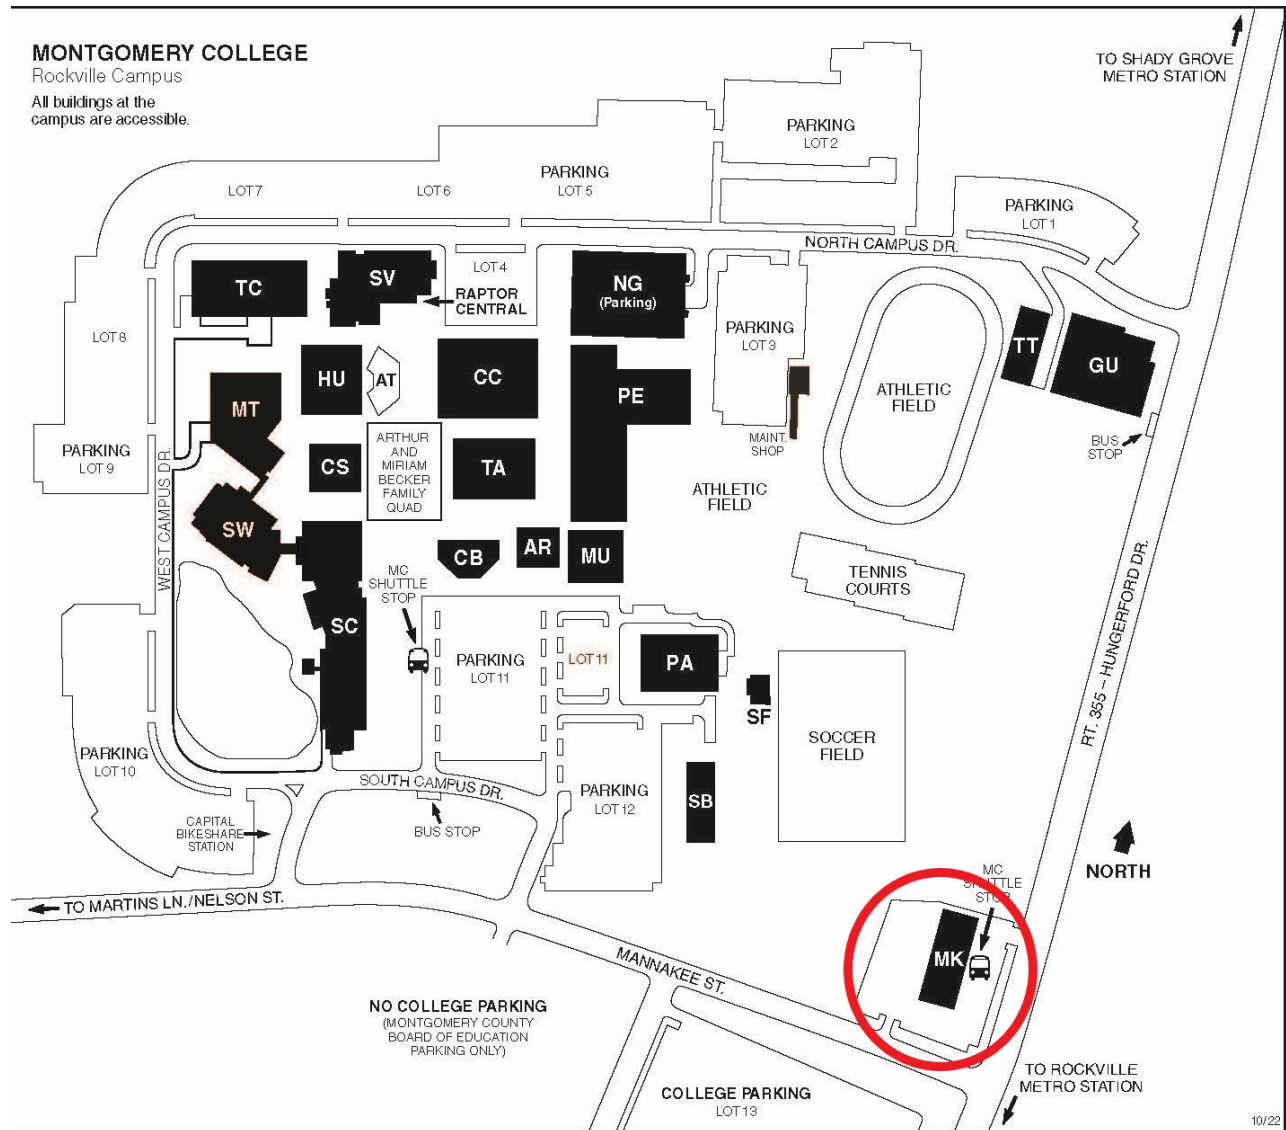 MONTGOMERY COLLEGE
Rockville Campus
All buildings at the
campus are accessible.
TO SHADY GROVE
METRO STATION
PARKING
LOT 2
PARKING
LOT 5
LOT 6
LOT 7
PARKING
LOT 1
NORTH CAMPUS DR.
LOT 4
SV
RAPTOR
CENTRAL
TC
NG
(Parking)
PARKING
LOT 3
LOT 8
HU
AT
CC
PE
TT
GU
ATHLETIC
FIELD
MT
MAINT.
SHOP
BUS
STOP
PARKING
LOT 9
CS
ARTHUR
AND
MIRIAM
BECKER
FAMILY
QUAD
TA
ATHLETIC
FIELD
WEST CAMPUS DR.
SW
CB
AR
MU
MC
SHUTTLE
STOP
TENNIS
COURTS
RT. 355 – HUNGERFORD DR.
SC
PARKING
LOT 11
LOT 11
PA
SF
SOCCER
FIELD
PARKING
LOT 10
SOUTH CAMPUS DR.
PARKING
LOT 12
SB
CAPITAL
BIKESHARE
STATION
BUS STOP
NORTH
MC
SHUTTLE
STOP
TO MARTINS LN./NELSON ST.
MK
MANNAKEE ST.
NO COLLEGE PARKING
(MONTGOMERY COUNTY
BOARD OF EDUCATION
PARKING ONLY)
COLLEGE PARKING
LOT 13
TO ROCKVILLE
METRO STATION
10/22